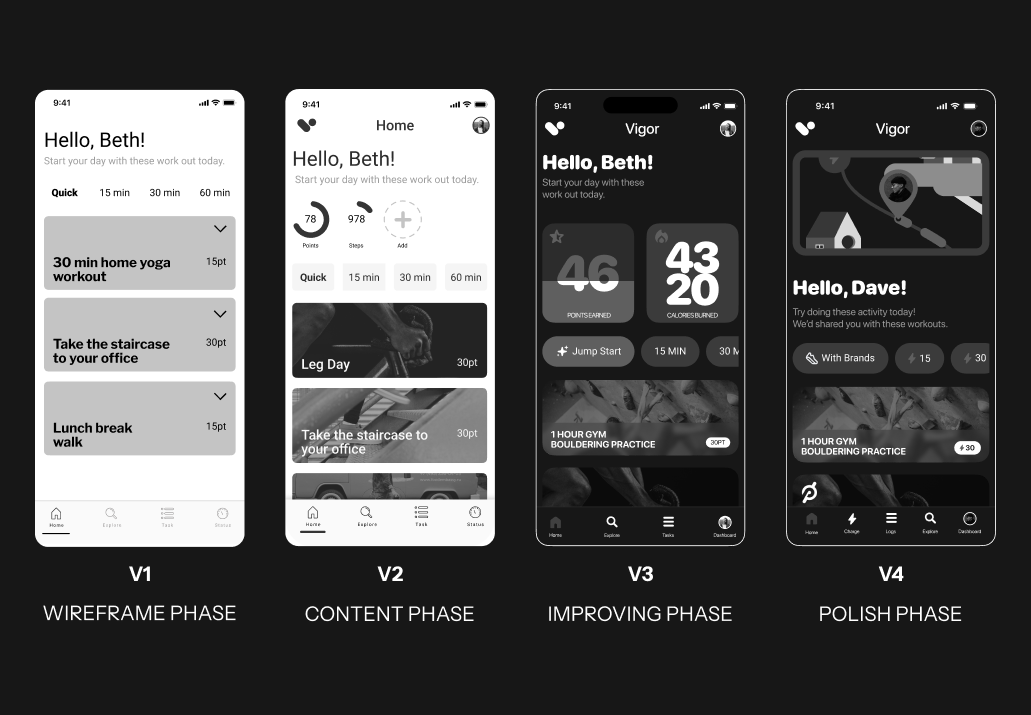 9:41
Hello, Beth!
Start your day with these work out today.
Quick 15 min 30 min 60 min
30 min home yoga
workout
15pt
Take the staircase
to your office
30pt
Lunch break
walk
15pt
Home Explore Task Status
V1
WIREFRAME PHASE
9:41
Home
Hello, Beth!
Start your day with these work out today.
78 978
Points Steps Add
Quick 15 min 30 min 60 min
Leg Day 30pt
Take the staircase to
your office
30pt
Home Explore Task Status
V2
CONTENT PHASE
9:41
Vigor
Hello, Beth!
Start your day with these
work out today.
46
POINTS EARNED
43
20
CALORIES BURNED
Jump Start 15 MIN 30 M
1 HOUR GYM
BOULDERING PRACTICE
30PT
Home Explore Tasks Dashboard
V3
IMPROVING PHASE
9:41
Vigor
Hello, Dave!
Try doing these activity today!
We'd shared you with these workouts.
With Brands 15 30
1 HOUR GYM
BOULDERING PRACTICE
30
Home Charge Logs Explore Dashboard
V4
POLISH PHASE